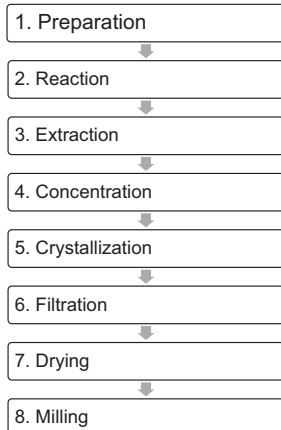 1. Preparation
2. Reaction
3. Extraction
4. Concentration
5. Crystallization
6. Filtration
7. Drying
8. Milling